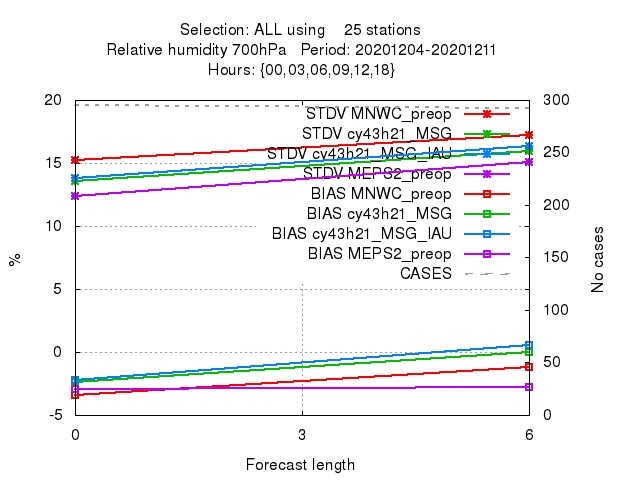 Selection: ALL using 25 stations
Relative humidity 700hPa Period: 20201204-20201211
Hours: {00,03,06,09,12,18}
20 300
STDV MNWC_preop
STDV cy43h21_MSG
STDV cy43h21_MSG_IAU
15 250
STDV MEPS2_preop
BIAS MNWC_preop
200
BIAS cy43h21_MSG
10
BIAS cy43h21_MSG_IAU
BIAS MEPS2_preop
150
CASES
%
No cases
5
100
0
50
-5 0
0 3 6
Forecast length